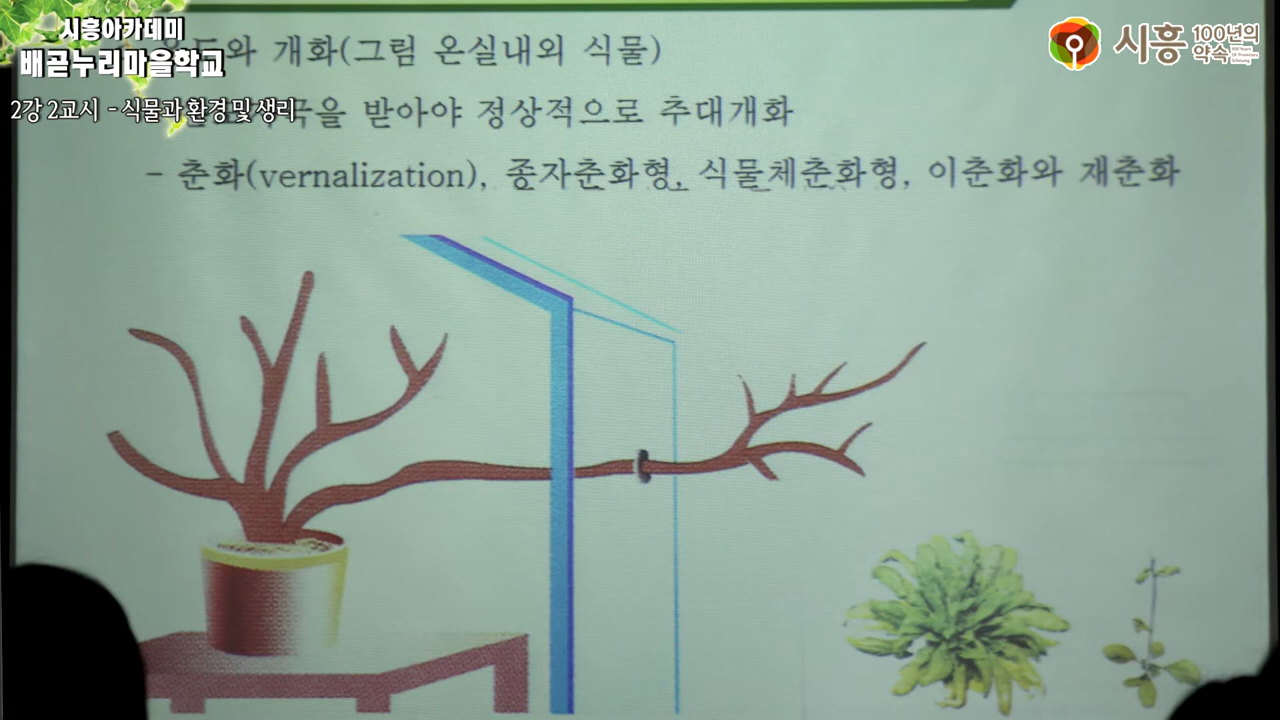 시흥아카데미
배곧누리마을학교
2강 2교시 - 식물과 환경 및 생리
시흥 100년의 약속
온도와 개화(그림 온실내외 식물)
받아야 정상적으로 추대개화
- 춘화(vernalization), 종자춘화형, 식물체춘화형, 이춘화와 재춘화